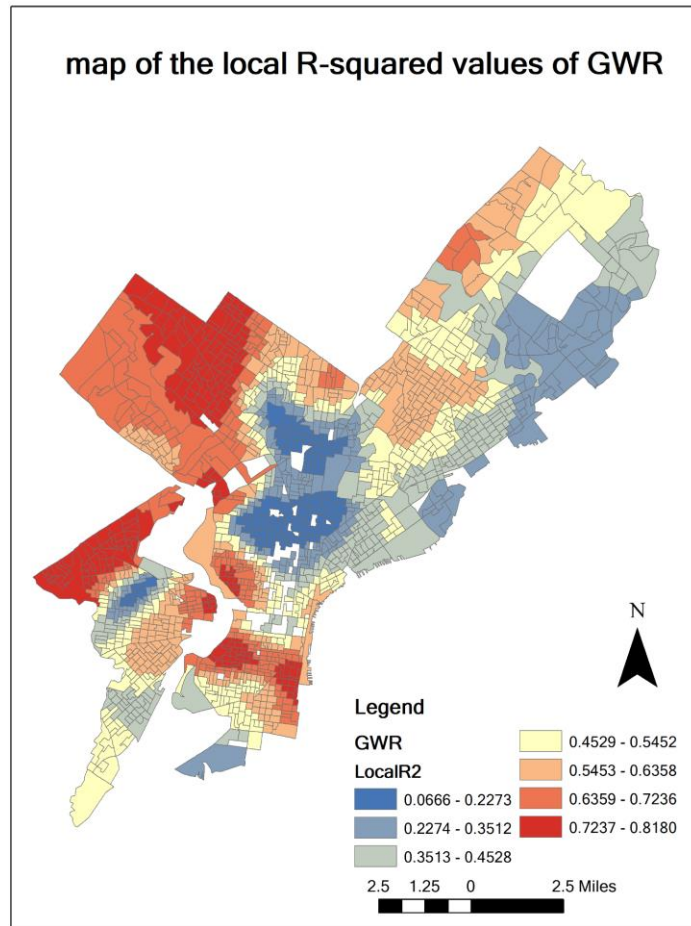 map of the local R-squared values of GWR
N
Legend
GWR
LocalR2
0.0666 - 0.2273
0.2274 - 0.3512
0.3513 - 0.4528
0.4529 - 0.5452
0.5453 - 0.6358
0.6359 - 0.7236
0.7237 - 0.8180
2.5 1.25 0 2.5 Miles